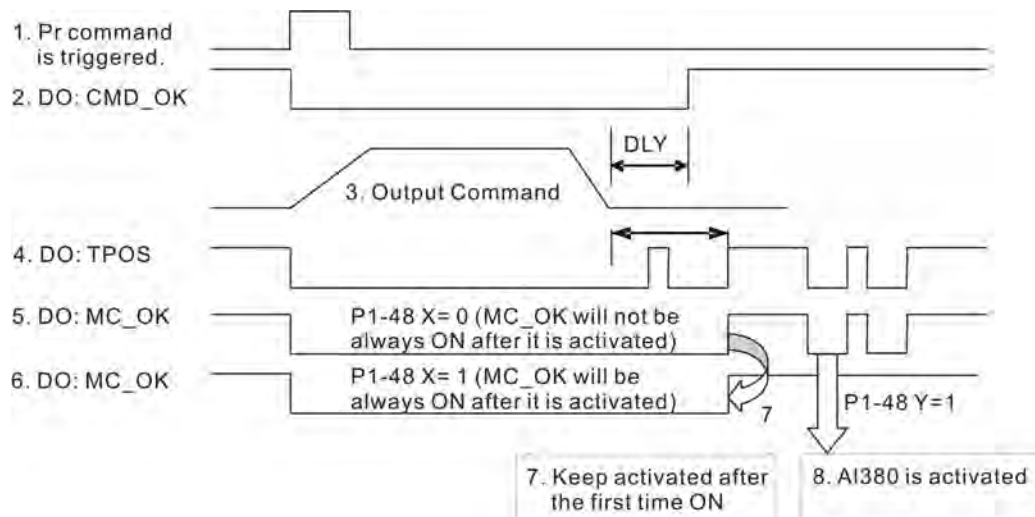 1. Pr command
is triggered.
2. DO: CMD_OK
DLY
3. Output Command
4. DO: TPOS
5. DO: MC_OK
P1-48 X= 0 (MC_OK will not be
always ON after it is activated)
6. DO: MC_OK
P1-48 X= 1 (MC_OK will be
always ON after it is activated)
7
P1-48 Y=1
7. Keep activated after
the first time ON
8. Al380 is activated